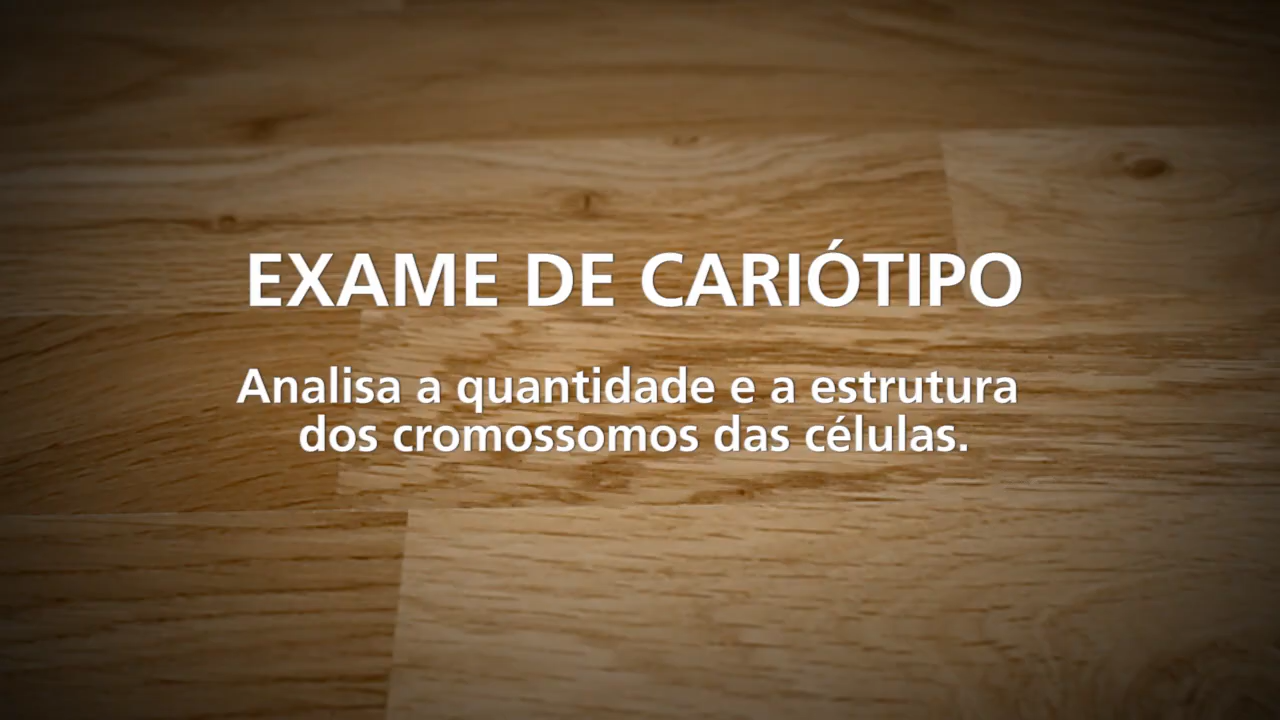 EXAME DE CARIÓTIPO
Analisa a quantidade e a estrutura
dos cromossomos das células.